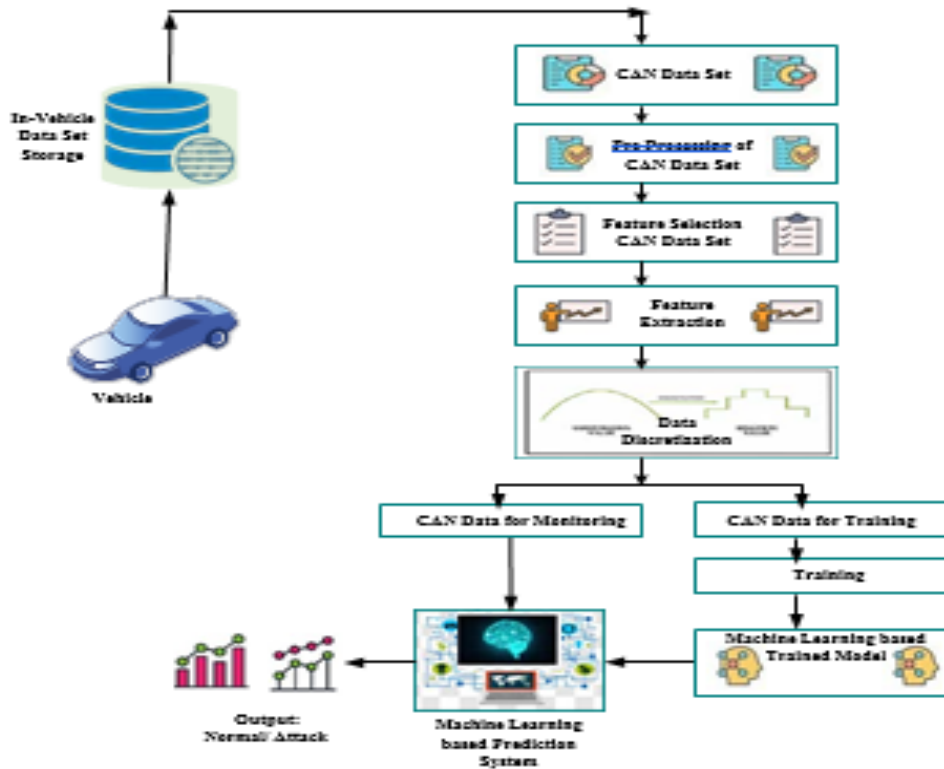 In-Vehicle
Data Set
Storage
Vehicle
CAN Data Set
Pre-Processing of
CAN Data Set
Feature Selection
CAN Data Set
Feature
Extraction
Data
Discretization
CAN Data for Monitoring
CAN Data for Training
Training
Machine Learning based
Trained Model
Machine Learning
based Prediction
System
Output:
Normal/ Attack